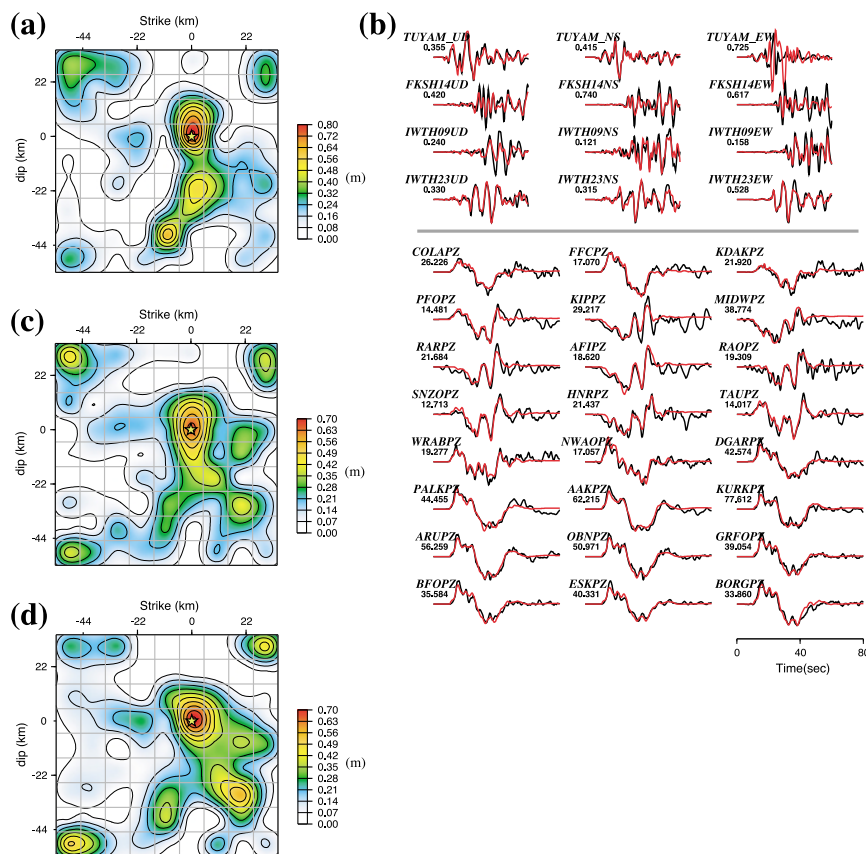 (a)
Strike (km)
-44 -22 0 22
dip (km)
22
0
-22
-44
0.80
0.72
0.64
0.56
0.48
0.40
0.32
0.24
0.16
0.08
0.00
(m)
(c)
Strike (km)
-44 -22 0 22
dip (km)
22
0
-22
-44
0.70
0.63
0.56
0.49
0.42
0.35
0.28
0.21
0.14
0.07
0.00
(m)
(d)
Strike (km)
-44 -22 0 22
dip (km)
22
0
-22
-44
0.70
0.63
0.56
0.49
0.42
0.35
0.28
0.21
0.14
0.07
0.00
(m)
(b)
TUYAM_UD TUYAM_NS TUYAM_EW
0.355 0.415 0.725
FKSH14UD FKSH14NS FKSH14EW
0.420 0.740 0.617
IWTH09UD IWTH09NS IWTH09EW
0.240 0.121 0.158
IWTH23UD IWTH23NS IWTH23EW
0.330 0.315 0.528
COLAPZ FFCPZ KDAKPZ
26.226 17.070 21.920
PFOPZ KIPPZ MIDWPZ
14.481 29.217 38.774
RARPZ AFIPZ RAOPZ
21.684 18.620 19.309
SNZOPZ HNRPZ TAUPZ
12.713 21.437 14.017
WRABPZ NWAOPZ DGARPZ
19.277 17.057 42.574
PALKPZ AAKPZ KURKPZ
44.455 62.215 77.612
ARUPZ OBNPZ GRFOPZ
56.259 50.971 39.054
BFOPZ ESKPZ BORGPZ
35.584 40.331 33.860
0 40 80
Time(sec)